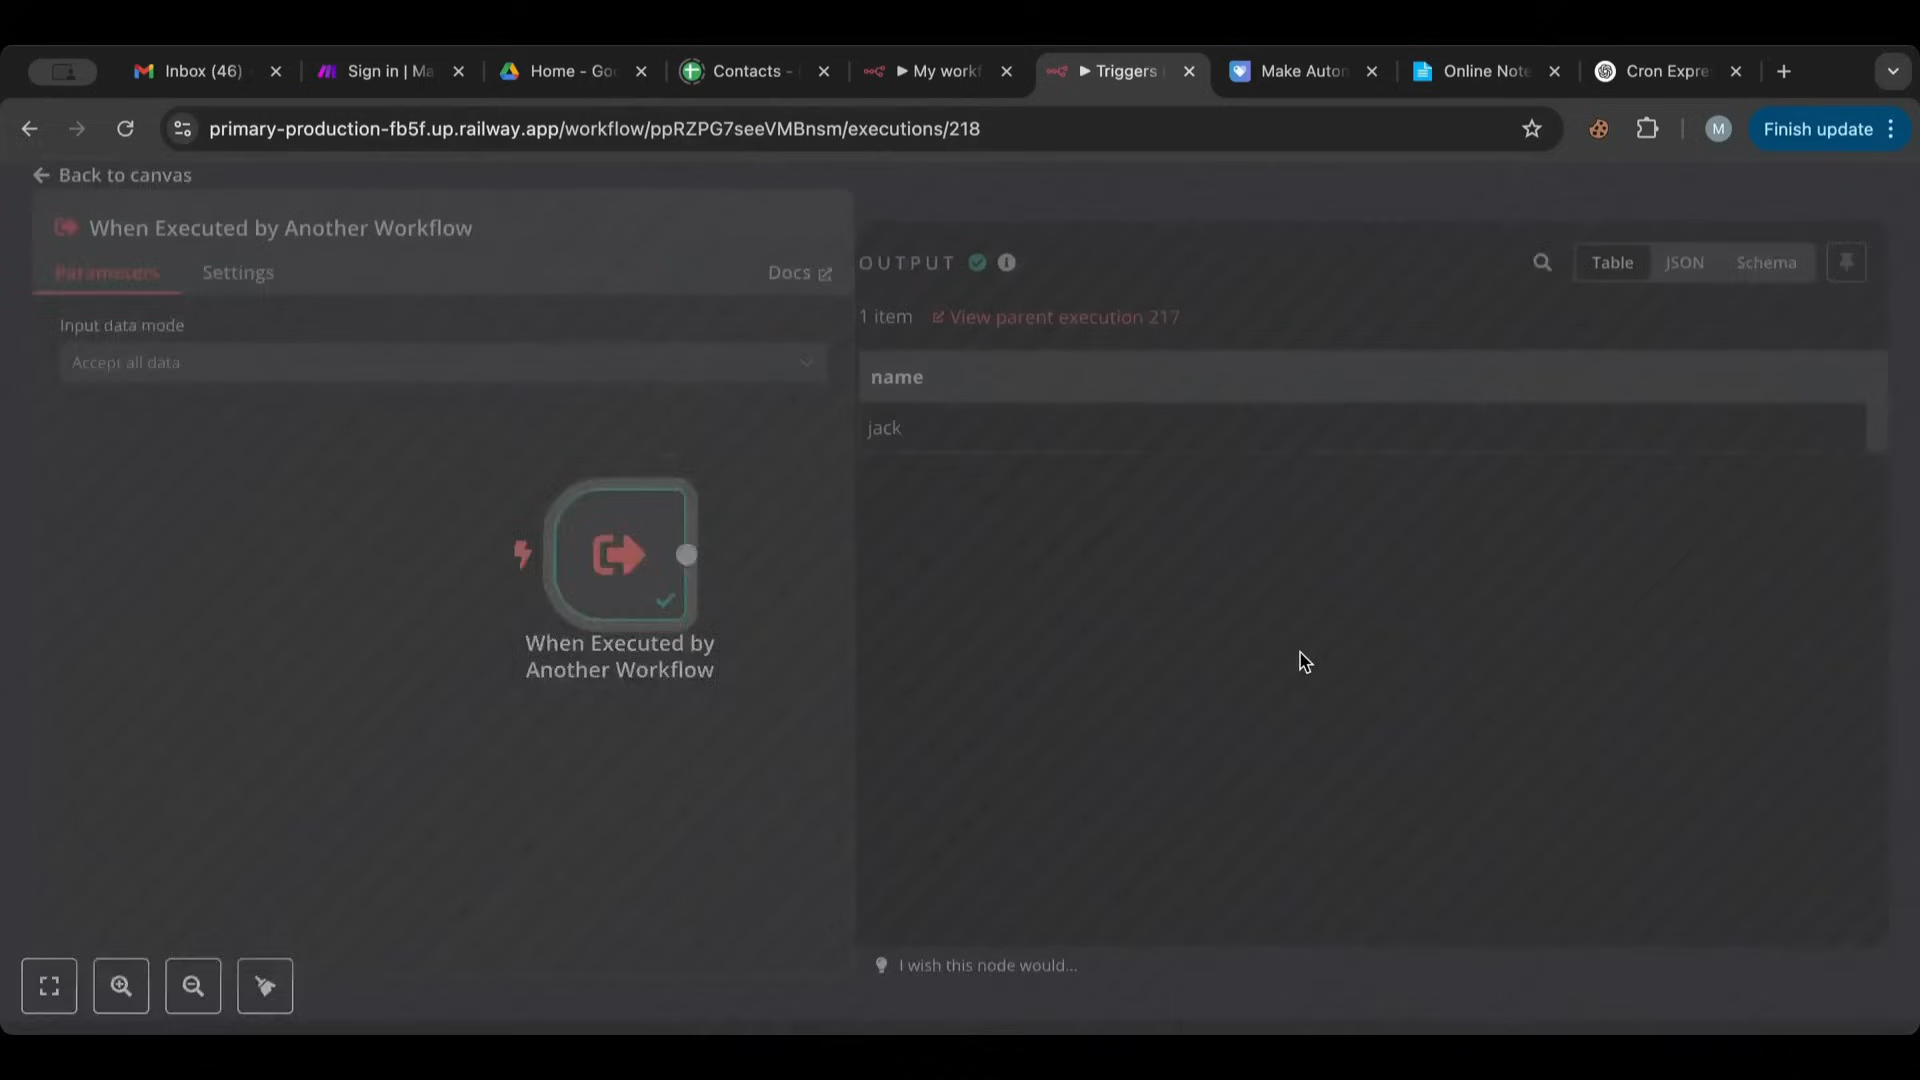 Inbox (46)
Sign in | Ma
Home - Goo
Contacts -
▶ My workf
▶ Triggers
Make Auton
Online Note
Cron Expre
primary-production-fb5f.up.railway.app/workflow/ppRZPG7seeVMBnsm/executions/218
M
Finish update
Back to canvas
When Executed by Another Workflow
Parameters
Settings
Docs
Input data mode
Accept all data
When Executed by
Another Workflow
OUTPUT
Table
JSON
Schema
1 item
View parent execution 217
name
jack
I wish this node would...